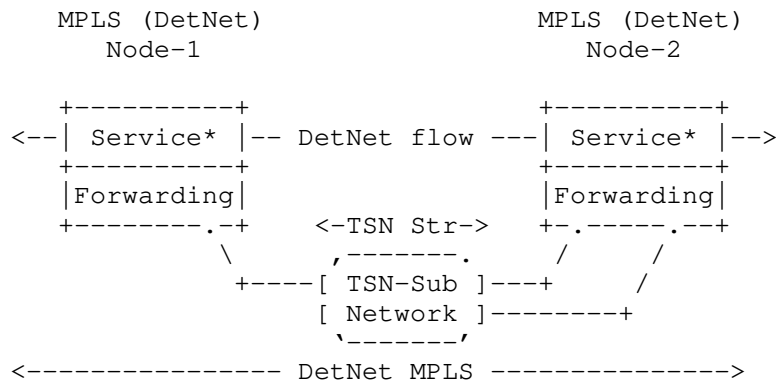 MPLS (DetNet) MPLS (DetNet)
Node-1 Node-2
<--| Service* |-- DetNet flow ---| Service* |-->
|Forwarding| |Forwarding|
<-TSN Str->
[ TSN-Sub ]
[ Network ]
<---------------- DetNet MPLS --------------->